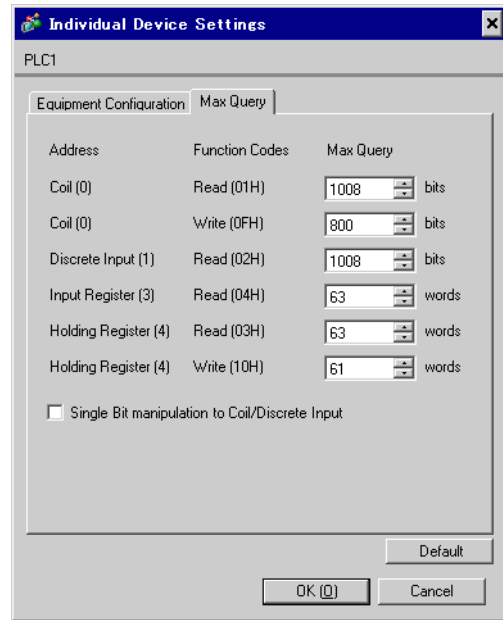 Individual Device Settings
PLC1
Equipment Configuration Max Query
Address Function Codes Max Query
Coil (0) Read (01H) 1008 bits
Coil (0) Write (0FH) 800 bits
Discrete Input (1) Read (02H) 1008 bits
Input Register (3) Read (04H) 63 words
Holding Register (4) Read (03H) 63 words
Holding Register (4) Write (10H) 61 words
Single Bit manipulation to Coil/Discrete Input
Default
OK (O) Cancel